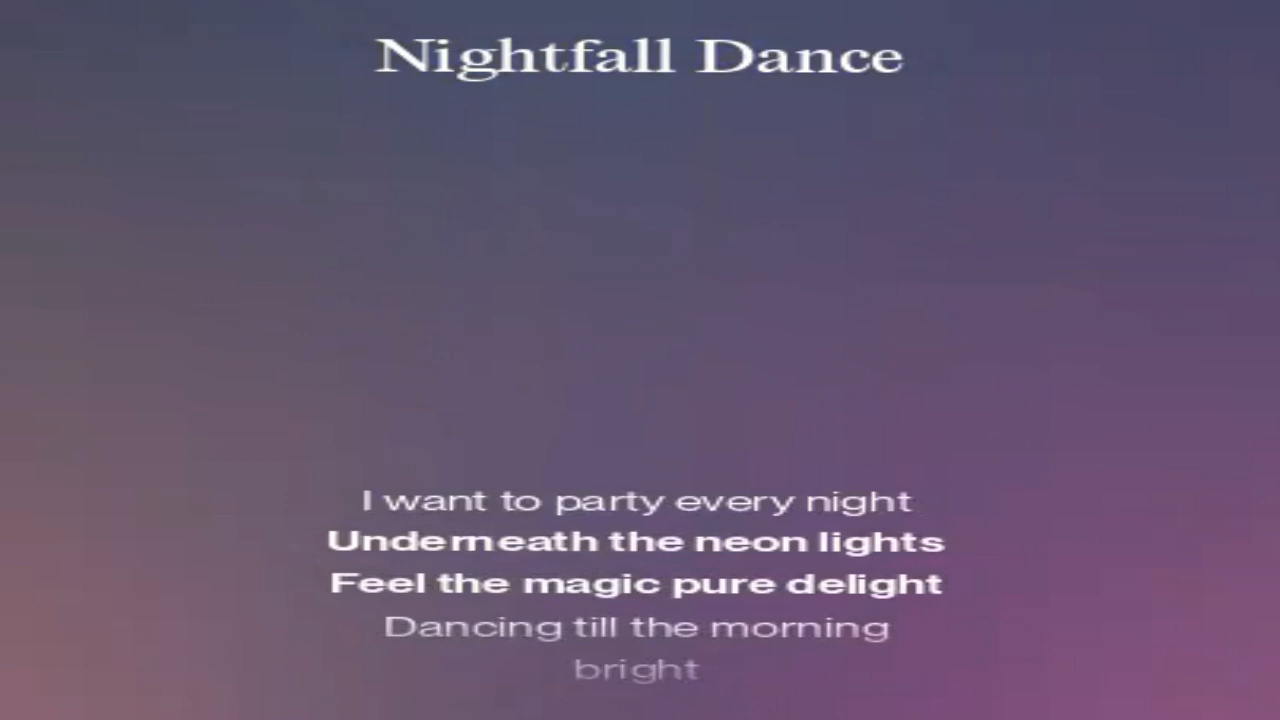 Nightfall Dance
I want to party every night
Underneath the neon lights
Feel the magic pure delight
Dancing till the morning
bright